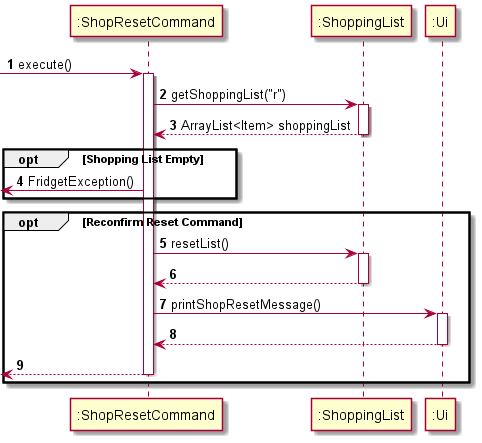 :ShopResetCommand
:ShoppingList
:Ui
1 execute()
2 getShoppingList("r")
3 ArrayList<Item> shoppingList
opt [Shopping List Empty]
4 FridgetException()
opt [Reconfirm Reset Command]
5 resetList()
6
7 printShopResetMessage()
8
9
:ShopResetCommand
:ShoppingList
:Ui